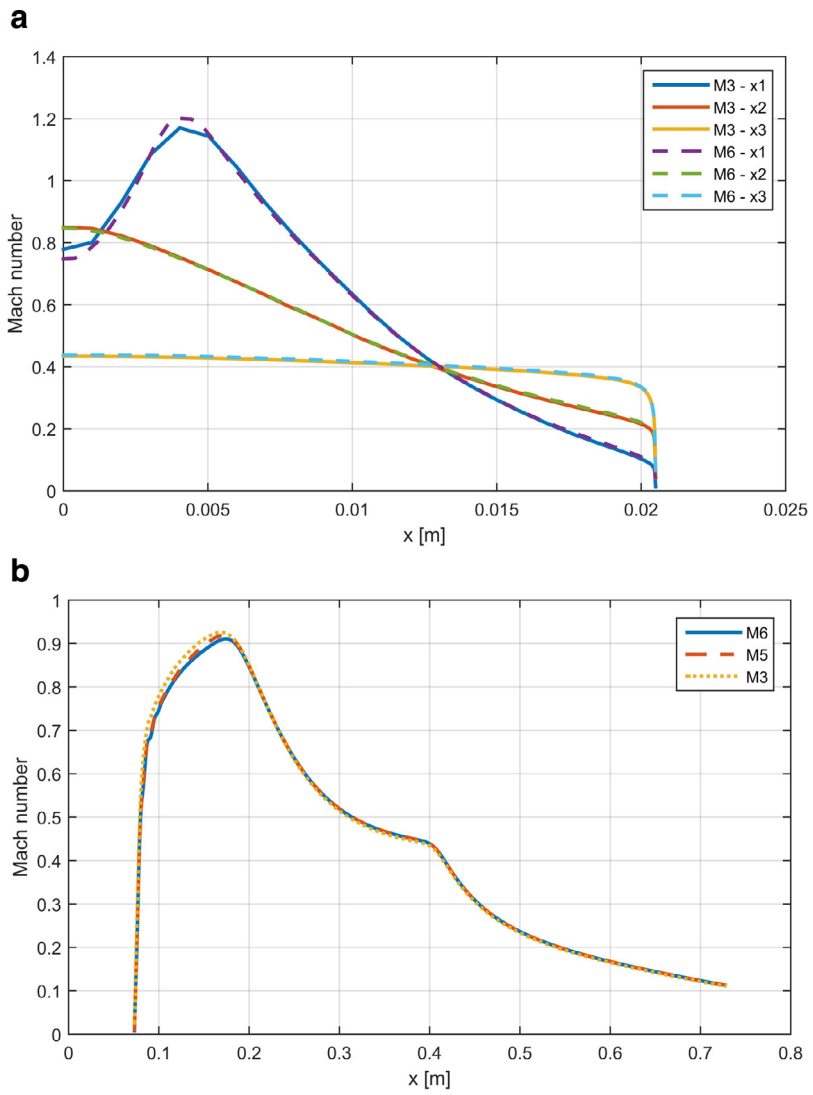 a
1.4
1.2
1
0.8
0.6
0.4
0.2
0
Mach number
M3 - x1
M3 - x2
M3 - x3
M6 - x1
M6 - x2
M6 - x3
0 0.005 0.01 0.015 0.02 0.025
x [m]
b
1
0.9
0.8
0.7
0.6
0.5
0.4
0.3
0.2
0.1
0
Mach number
M6
M5
M3
0 0.1 0.2 0.3 0.4 0.5 0.6 0.7 0.8
x [m]